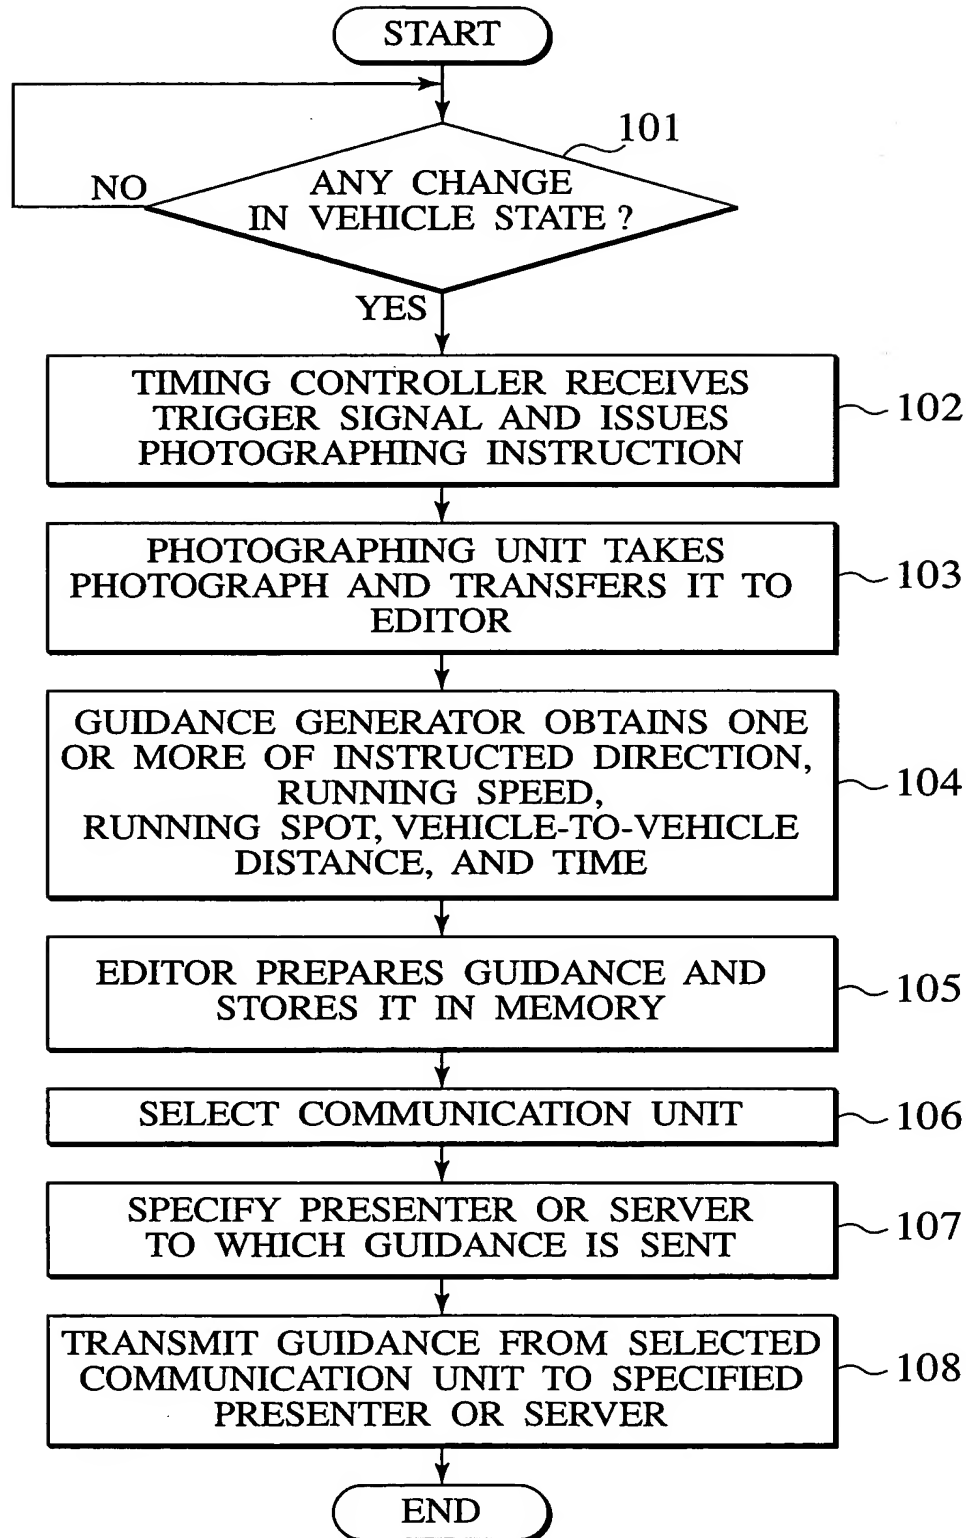 START
101
ANY CHANGE
IN VEHICLE STATE ?
NO
YES
TIMING CONTROLLER RECEIVES
TRIGGER SIGNAL AND ISSUES
PHOTOGRAPHING INSTRUCTION
102
PHOTOGRAPHING UNIT TAKES
PHOTOGRAPH AND TRANSFERS IT TO
EDITOR
103
GUIDANCE GENERATOR OBTAINS ONE
OR MORE OF INSTRUCTED DIRECTION,
RUNNING SPEED,
RUNNING SPOT, VEHICLE-TO-VEHICLE
DISTANCE, AND TIME
104
EDITOR PREPARES GUIDANCE AND
STORES IT IN MEMORY
105
SELECT COMMUNICATION UNIT
106
SPECIFY PRESENTER OR SERVER
TO WHICH GUIDANCE IS SENT
107
TRANSMIT GUIDANCE FROM SELECTED
COMMUNICATION UNIT TO SPECIFIED
PRESENTER OR SERVER
108
END